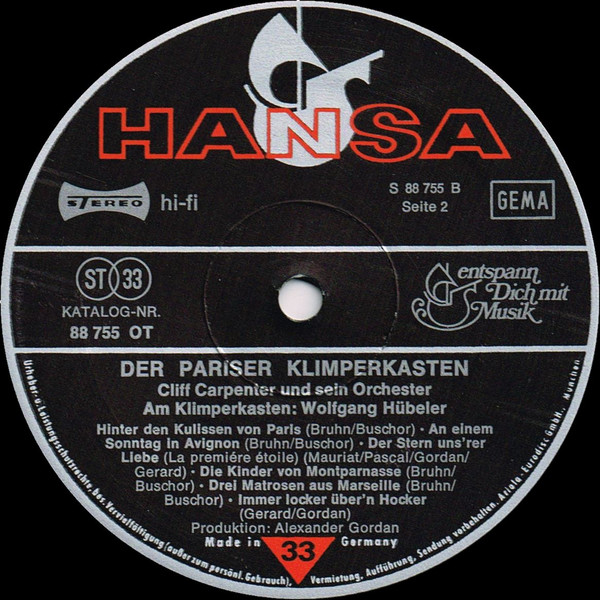 HANSA
STEREO hi-fi
S 88 755 B
Seite 2
GEMA
ST 33
KATALOG-NR.
88 755 OT
entspann
Dich mit
Musik
DER PARISER KLIMPERKASTEN
Cliff Carpenter und sein Orchester
Am Klimperkasten: Wolfgang Hübeler
Hinter den Kulissen von Paris (Bruhn/Buschor) · An einem
Sonntag in Avignon (Bruhn/Buschor) · Der Stern uns'rer
Liebe (La premiére étoile) (Mauriat/Pascal/Gordan/
Gerard) · Die Kinder von Montparnasse (Bruhn/
Buschor) · Drei Matrosen aus Marseille (Bruhn/
Buschor) · Immer locker über'n Hocker
(Gerard/Gordan)
Produktion: Alexander Gordan
Made in Germany
33
Urheber- u. Leistungsschutzrechte, bes. Vervielfältigung (außer zum persönl. Gebrauch), Vermietung, Aufführung, Sendung vorbehalten. Ariola-Eurodisc GmbH., München